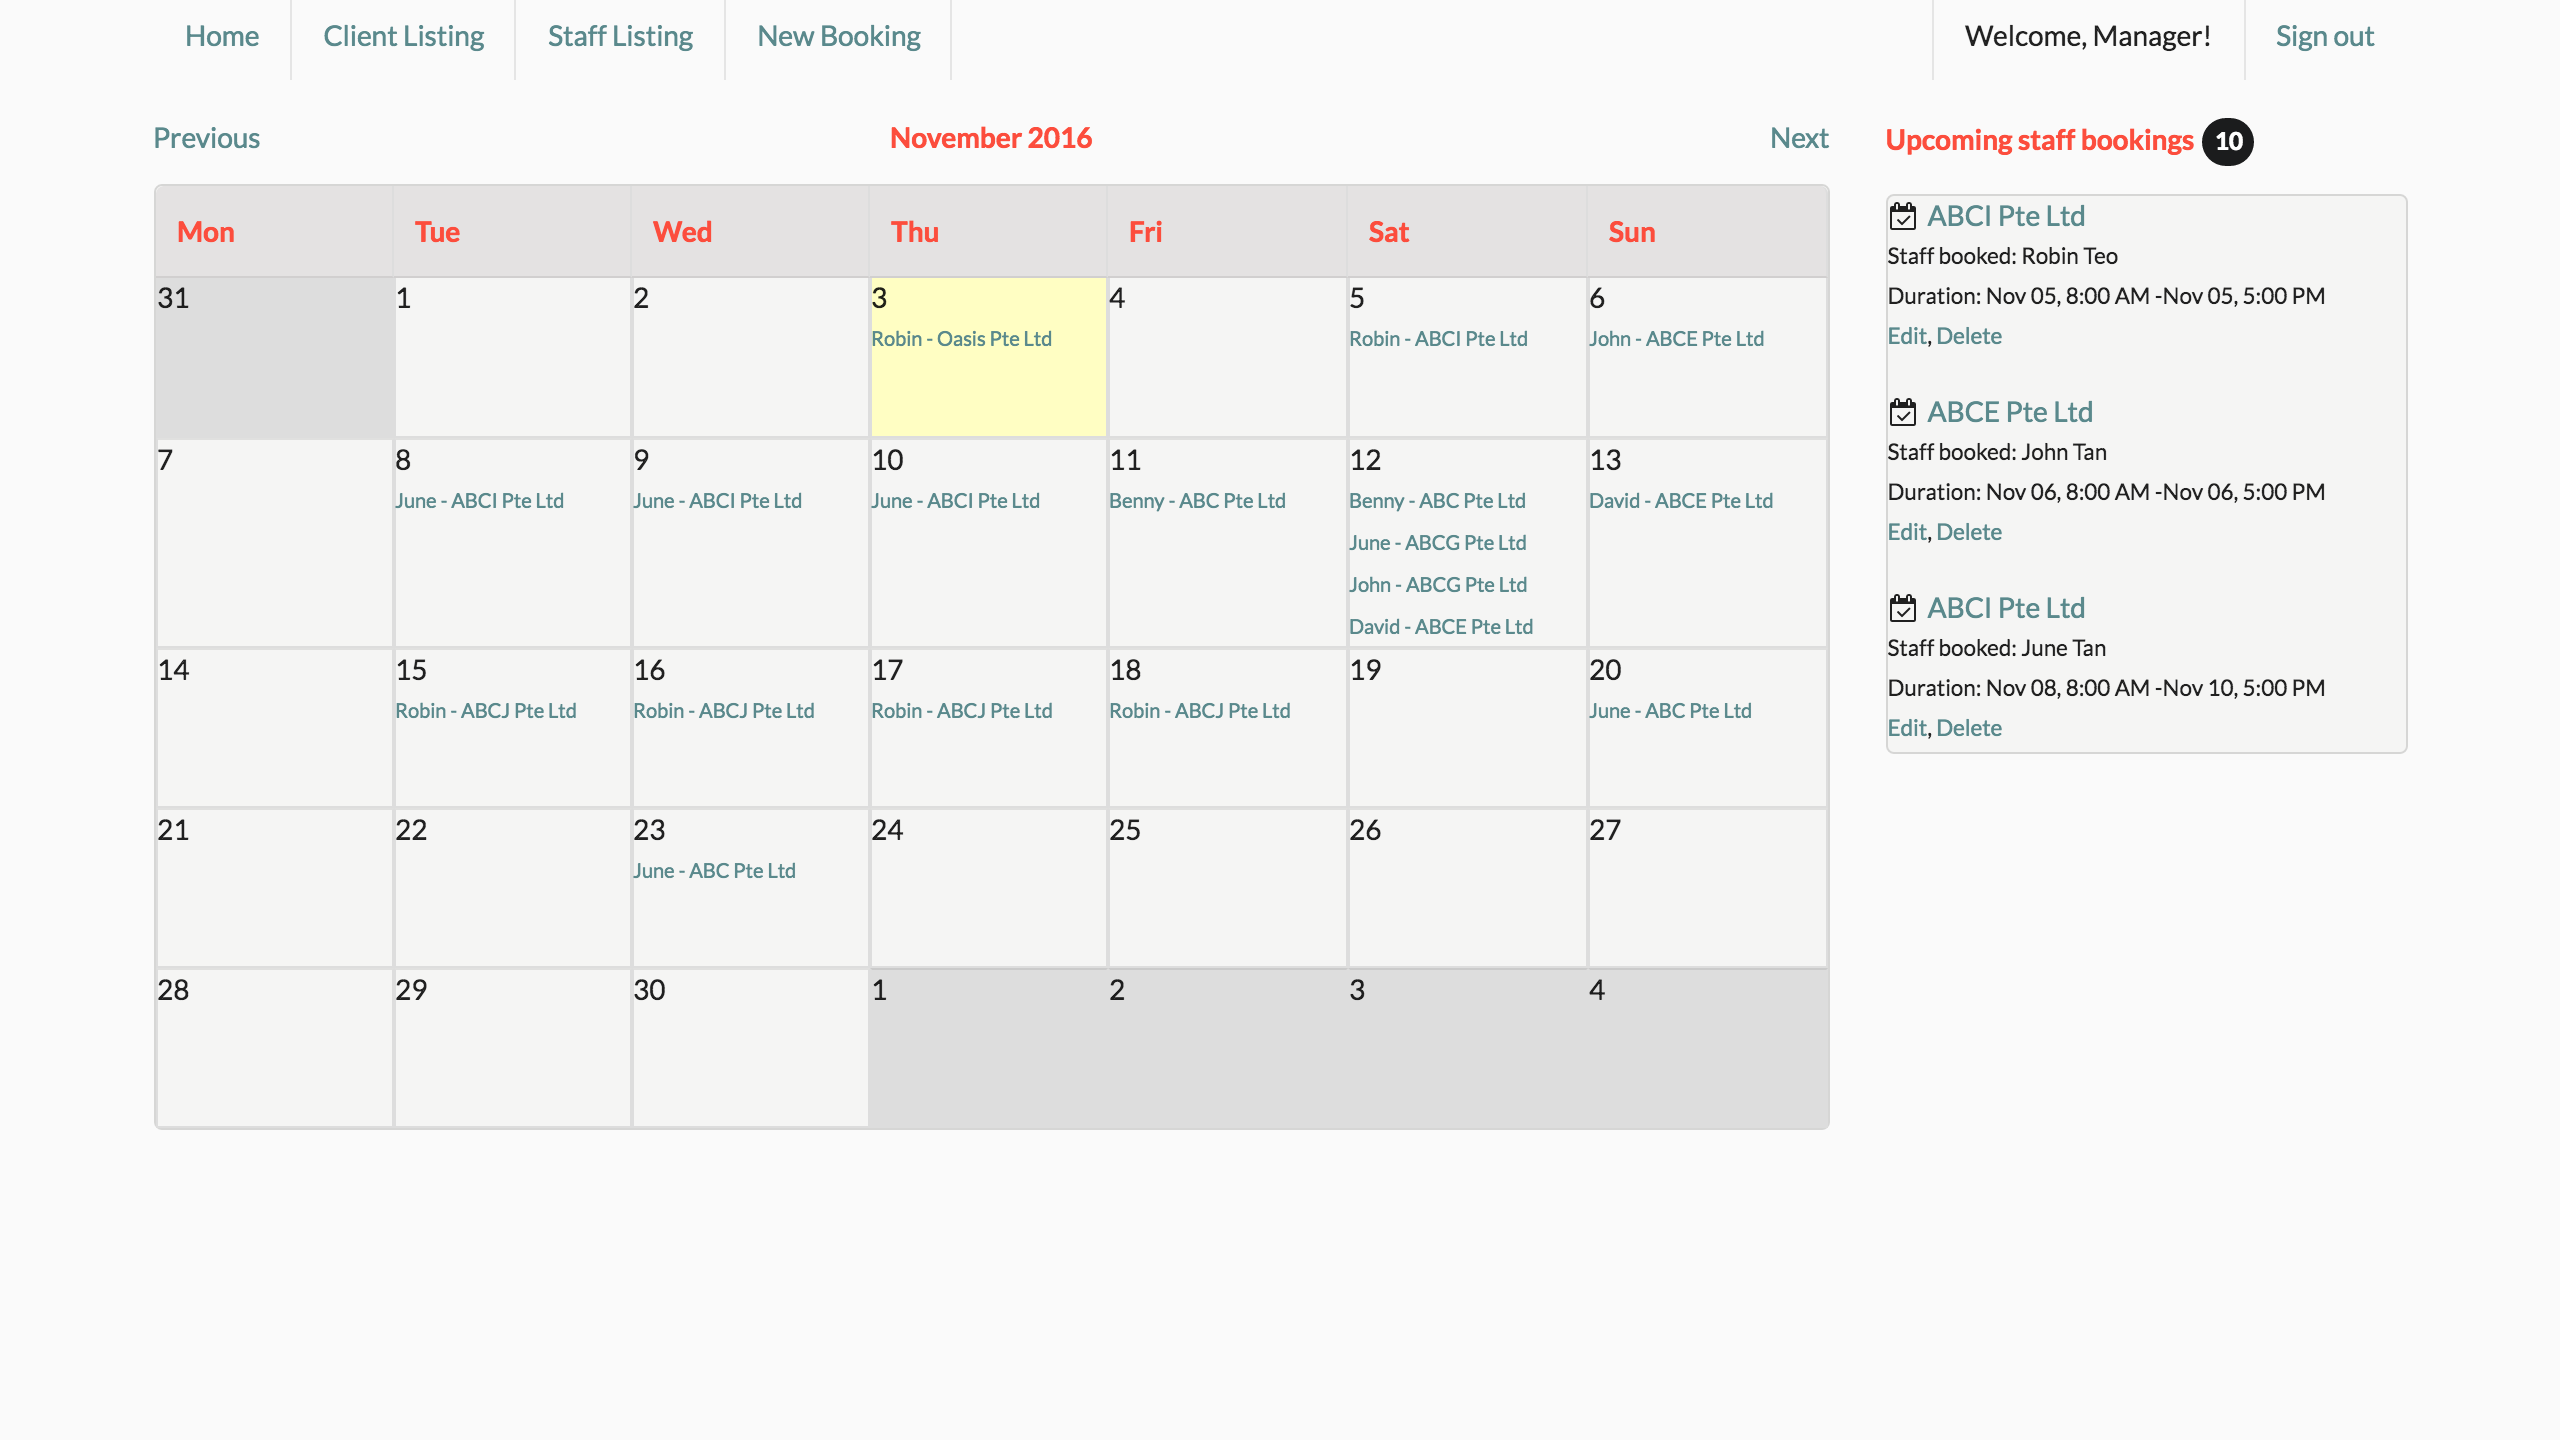 Home Client Listing Staff Listing New Booking Welcome, Manager! Sign out
Previous November 2016 Next
Mon Tue Wed Thu Fri Sat Sun
31 1 2 3 4 5 6
Robin - Oasis Pte Ltd Robin - ABCI Pte Ltd John - ABCE Pte Ltd
7 8 9 10 11 12 13
June - ABCI Pte Ltd June - ABCI Pte Ltd June - ABCI Pte Ltd Benny - ABC Pte Ltd Benny - ABC Pte Ltd David - ABCE Pte Ltd
June - ABCG Pte Ltd
John - ABCG Pte Ltd
David - ABCE Pte Ltd
14 15 16 17 18 19 20
Robin - ABCJ Pte Ltd Robin - ABCJ Pte Ltd Robin - ABCJ Pte Ltd Robin - ABCJ Pte Ltd June - ABC Pte Ltd
21 22 23 24 25 26 27
June - ABC Pte Ltd
28 29 30 1 2 3 4
Upcoming staff bookings 10
ABCI Pte Ltd
Staff booked: Robin Teo
Duration: Nov 05, 8:00 AM -Nov 05, 5:00 PM
Edit, Delete
ABCE Pte Ltd
Staff booked: John Tan
Duration: Nov 06, 8:00 AM -Nov 06, 5:00 PM
Edit, Delete
ABCI Pte Ltd
Staff booked: June Tan
Duration: Nov 08, 8:00 AM -Nov 10, 5:00 PM
Edit, Delete